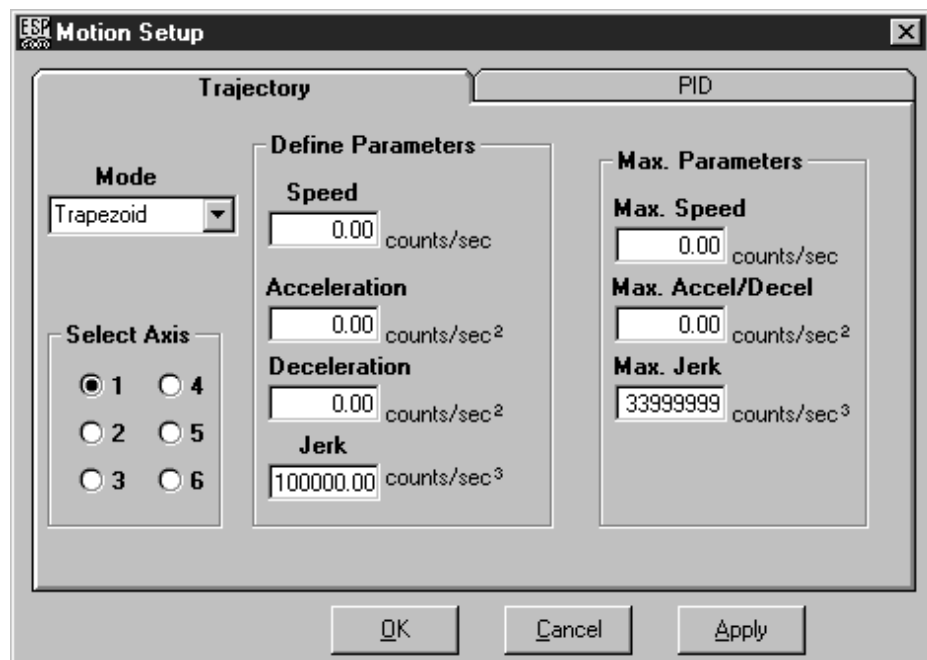 ESP
6000
Motion Setup
Trajectory
PID
Mode
Trapezoid
Select Axis
1
4
2
5
3
6
Define Parameters
Speed
0.00 counts/sec
Acceleration
0.00 counts/sec²
Deceleration
0.00 counts/sec²
Jerk
100000.00 counts/sec³
Max. Parameters
Max. Speed
0.00 counts/sec
Max. Accel/Decel
0.00 counts/sec²
Max. Jerk
33999999 counts/sec³
OK
Cancel
Apply